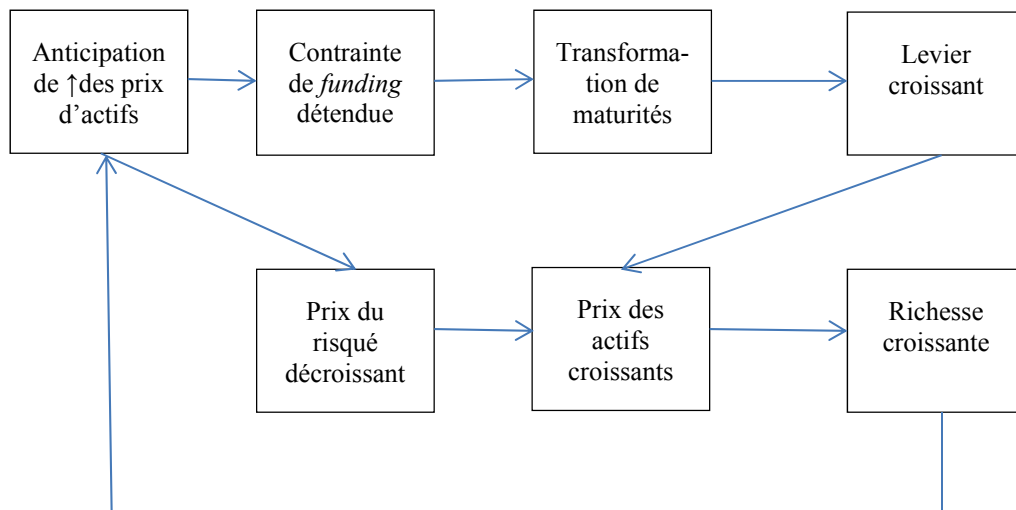 Anticipation
de ↑des prix
d’actifs
Contrainte
de funding
détendue
Transforma-
tion de
maturités
Levier
croissant
Prix du
risqué
décroissant
Prix des
actifs
croissants
Richesse
croissante